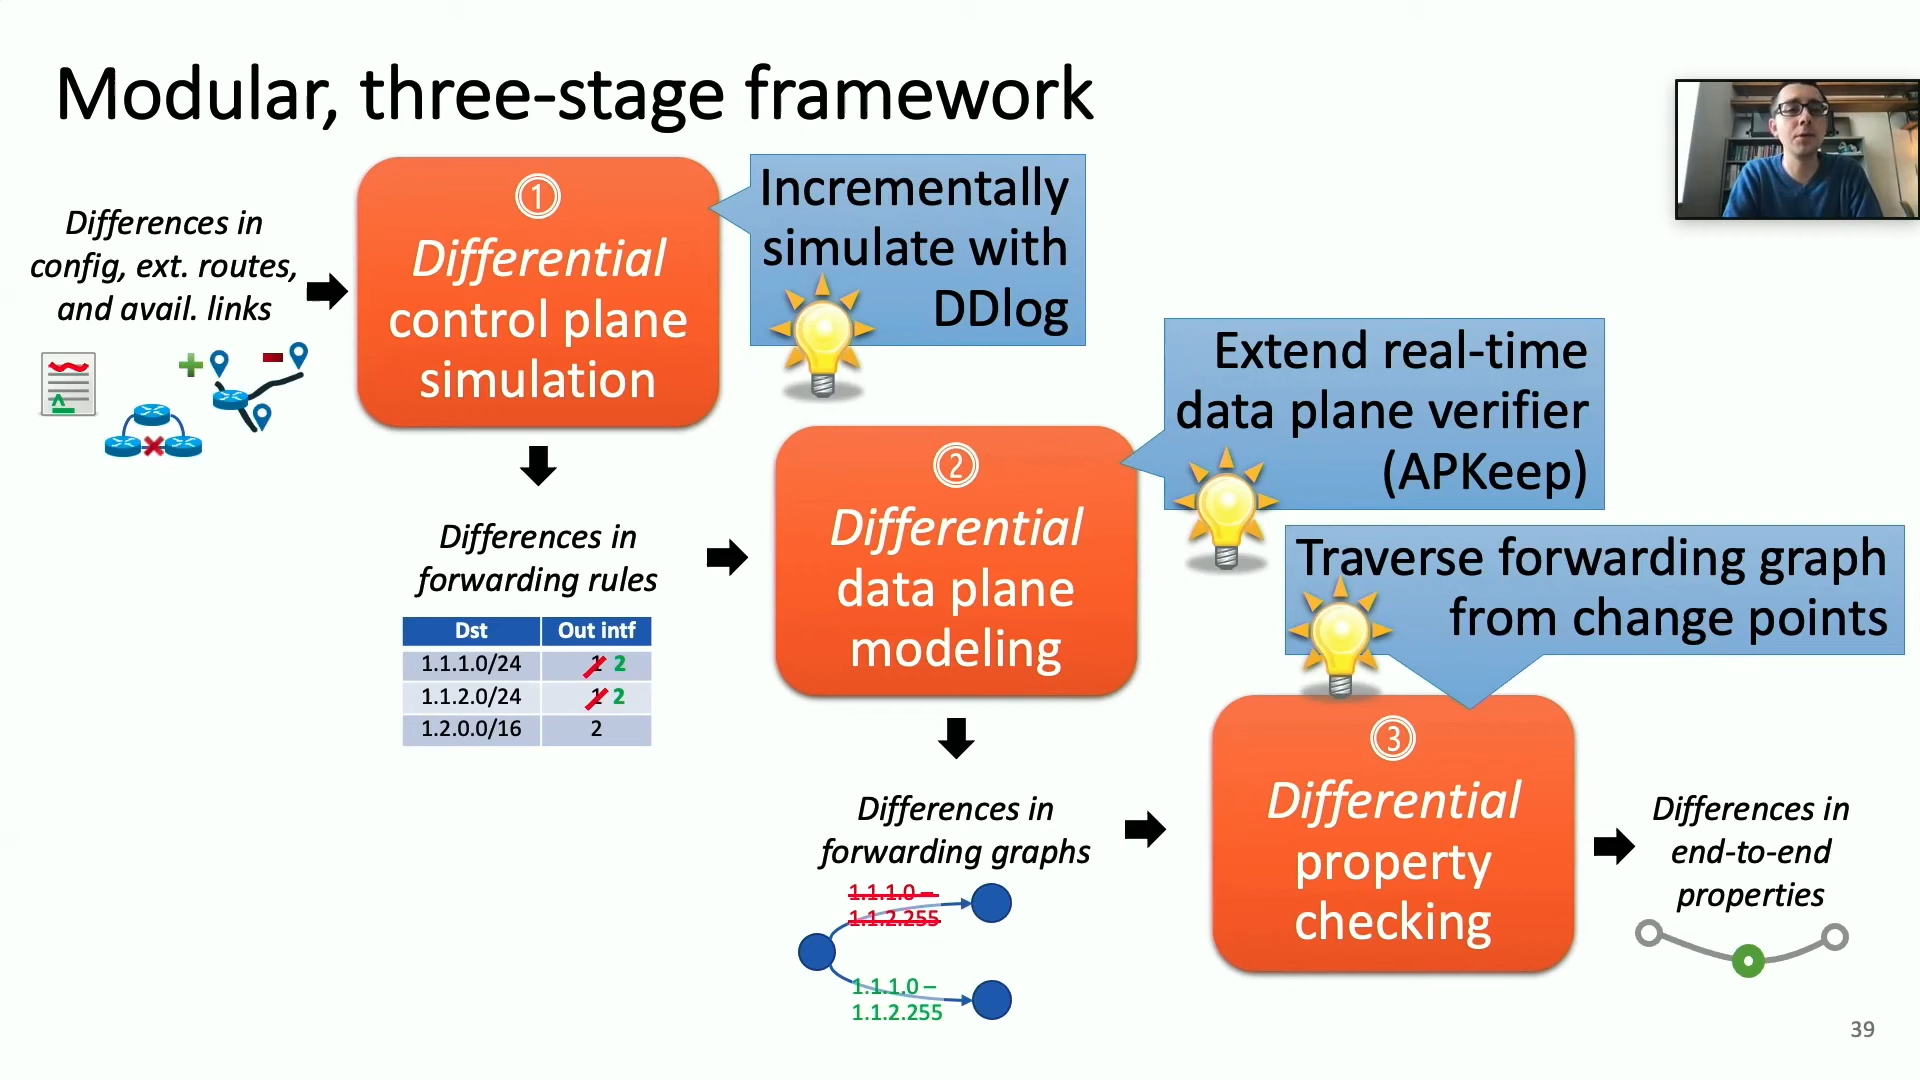 Modular, three-stage framework
Differences in
config, ext. routes,
and avail. links
①
Differential
control plane
simulation
Incrementally
simulate with
DDlog
Differences in
forwarding rules
Dst Out intf
1.1.1.0/24 1 2
1.1.2.0/24 1 2
1.2.0.0/16 2
②
Differential
data plane
modeling
Extend real-time
data plane verifier
(APKeep)
Differences in
forwarding graphs
1.1.1.0 –
1.1.2.255
1.1.1.0 –
1.1.2.255
③
Differential
property
checking
Traverse forwarding graph
from change points
Differences in
end-to-end
properties
39